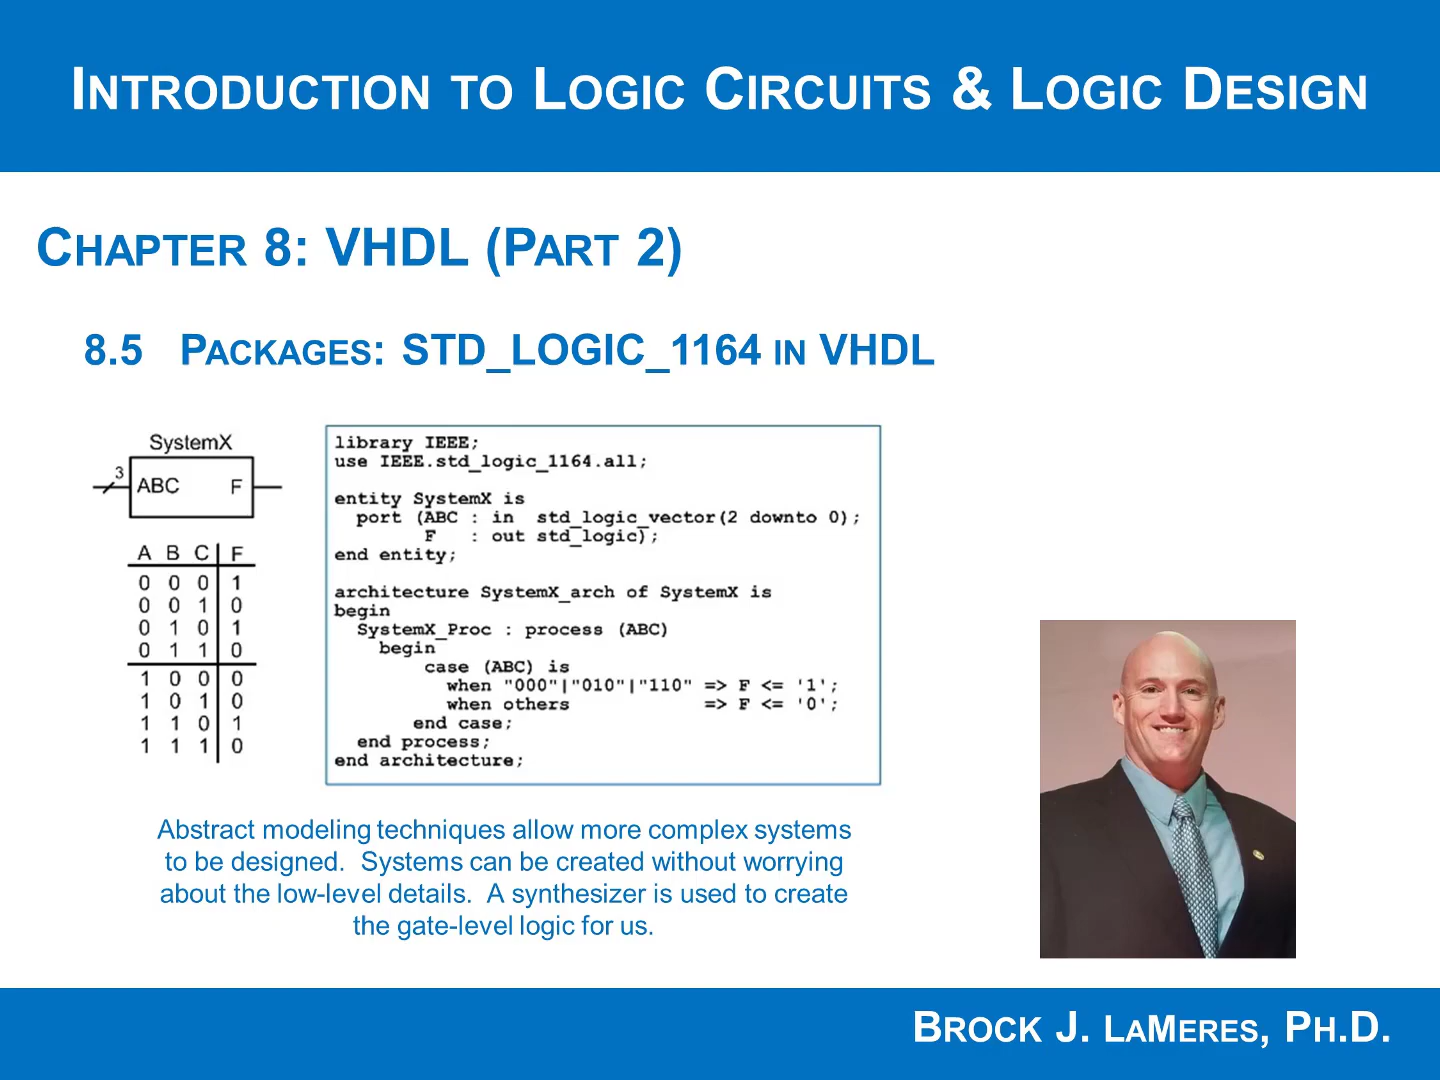 INTRODUCTION TO LOGIC CIRCUITS & LOGIC DESIGN
CHAPTER 8: VHDL (PART 2)
8.5 PACKAGES: STD_LOGIC_1164 IN VHDL
SystemX
3
ABC F
A B C F
0 0 0 1
0 0 1 0
0 1 0 1
0 1 1 0
1 0 0 0
1 0 1 0
1 1 0 1
1 1 1 0
library IEEE;
use IEEE.std_logic_1164.all;
entity SystemX is
port (ABC : in std_logic_vector(2 downto 0);
F : out std_logic);
end entity;
architecture SystemX_arch of SystemX is
begin
SystemX_Proc : process (ABC)
begin
case (ABC) is
when "000"|"010"|"110" => F <= '1';
when others => F <= '0';
end case;
end process;
end architecture;
Abstract modeling techniques allow more complex systems
to be designed. Systems can be created without worrying
about the low-level details. A synthesizer is used to create
the gate-level logic for us.
BROCK J. LAMERES, PH.D.